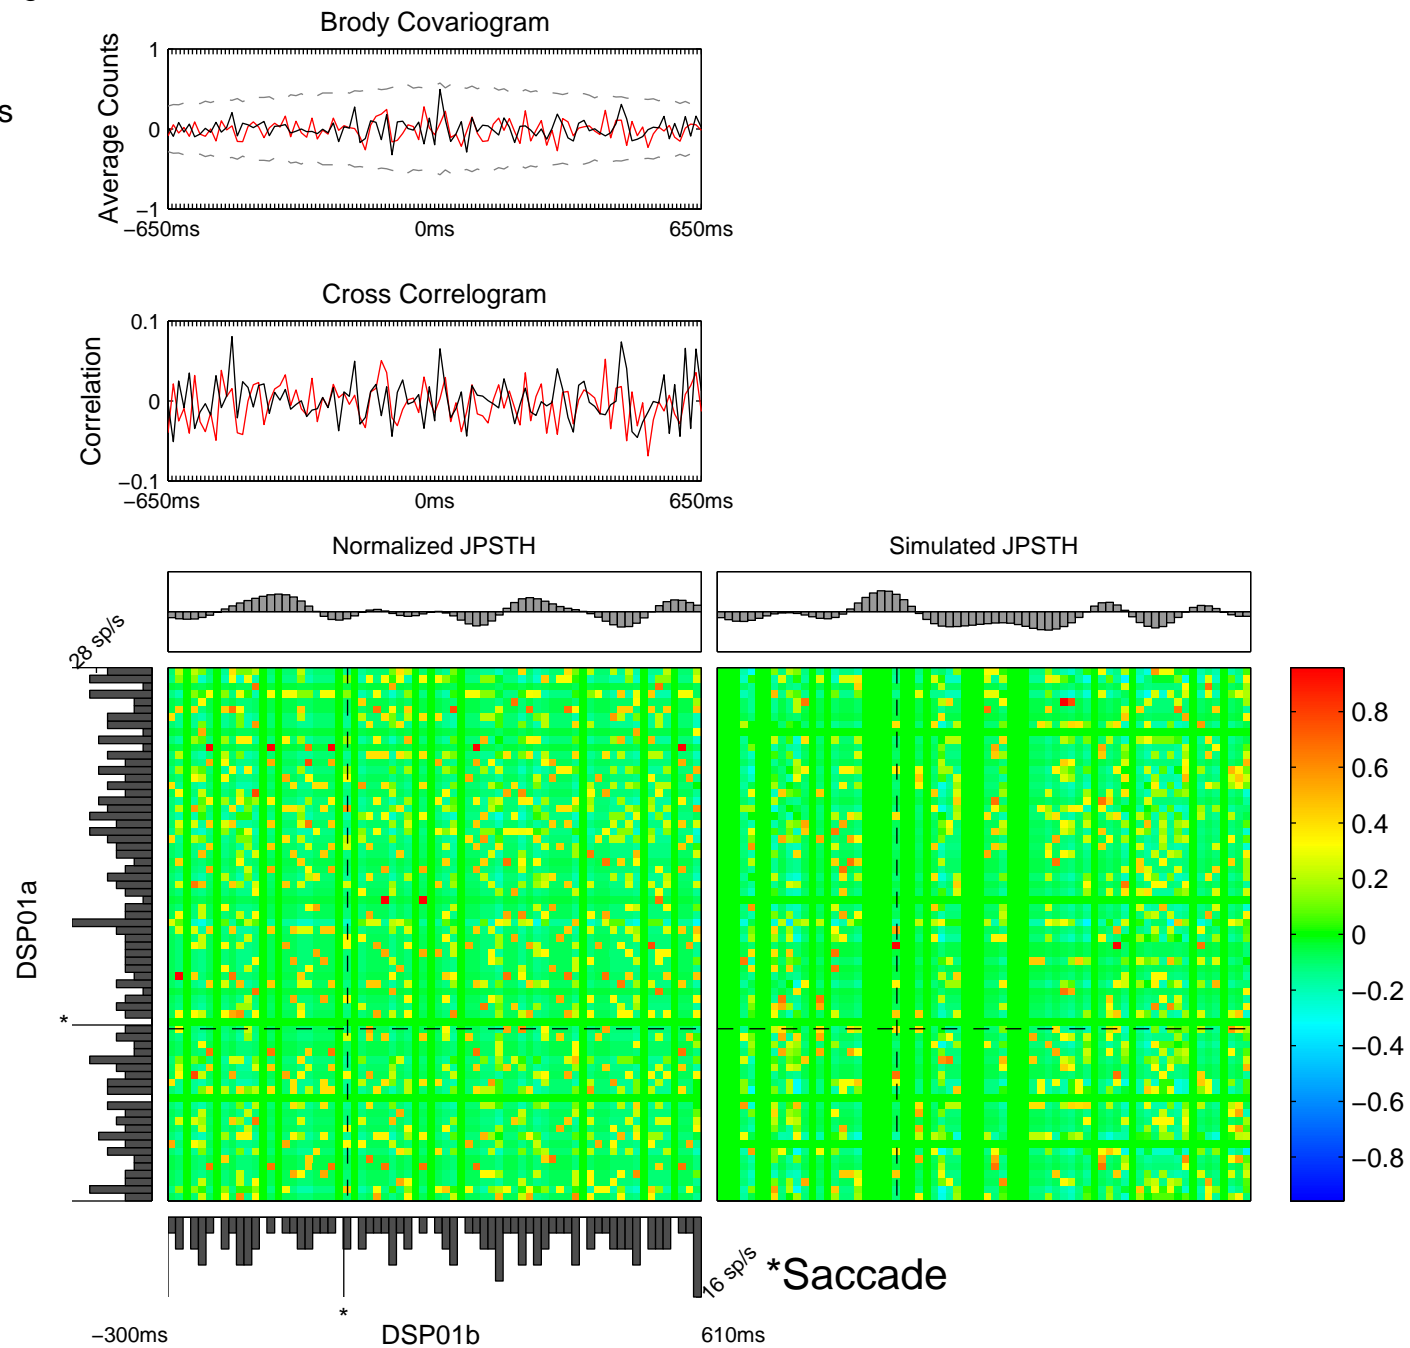 Brody Covariogram
Average Counts
1
0
−1
−650ms
0ms
650ms
Cross Correlogram
Correlation
0.1
0
−0.1
−650ms
0ms
650ms
Normalized JPSTH
Simulated JPSTH
28 sp/s
DSP01a
*
0.8
0.6
0.4
0.2
0
−0.2
−0.4
−0.6
−0.8
16 sp/s
*Saccade
*
−300ms
DSP01b
610ms